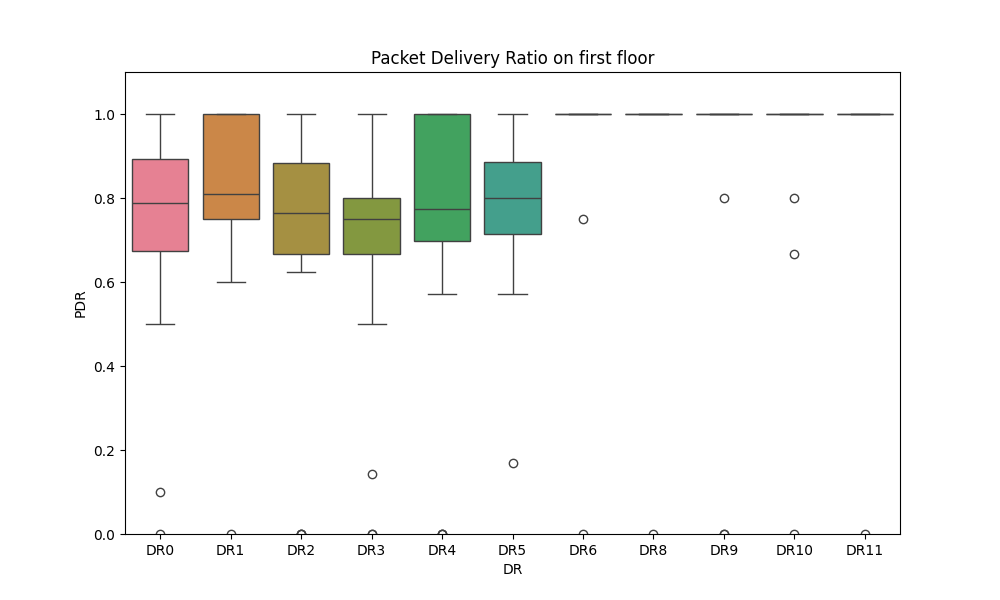 Packet Delivery Ratio on first floor
1.0
0.8
0.6
0.4
0.2
0.0
PDR
DR0 DR1 DR2 DR3 DR4 DR5 DR6 DR8 DR9 DR10 DR11
DR